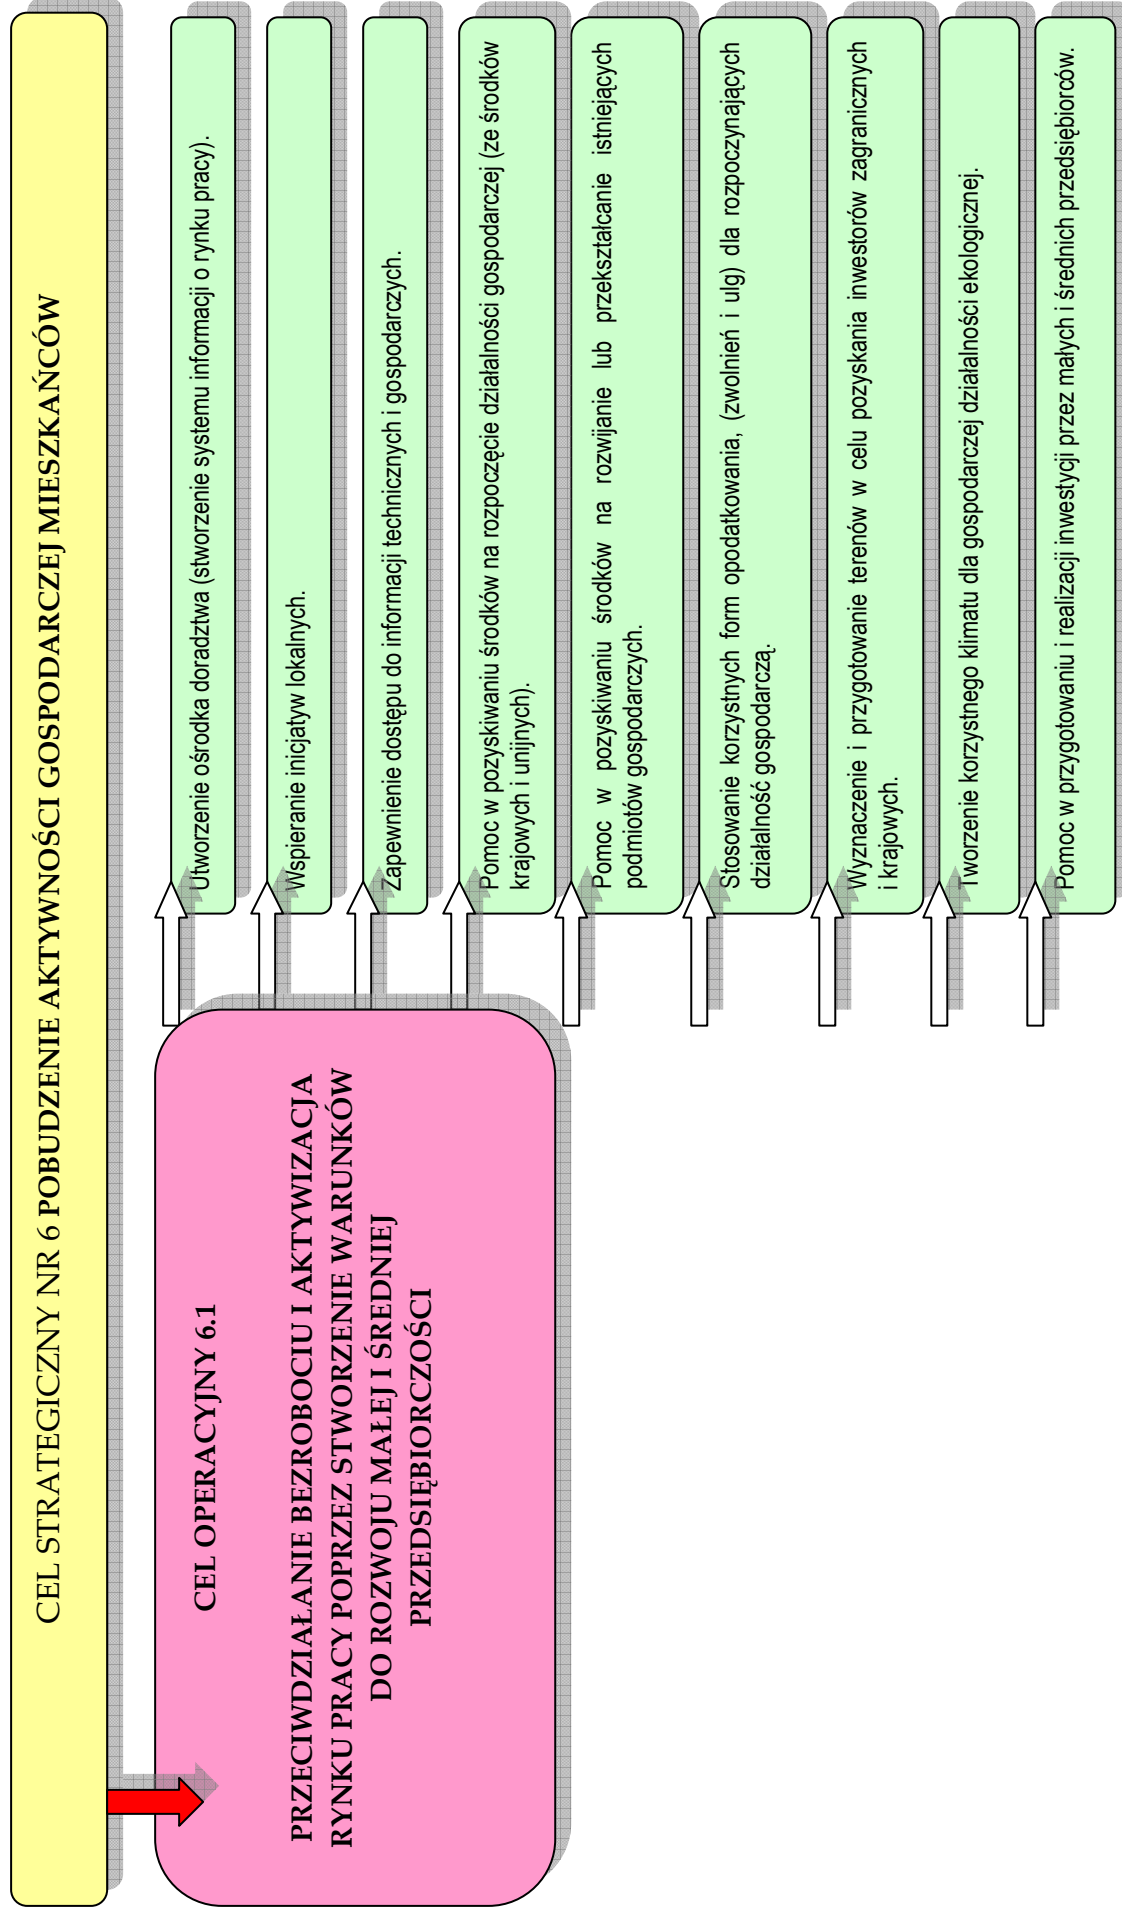 CEL STRATEGICZNY NR 6 POBUDZENIE AKTYWNOŚCI GOSPODARCZEJ MIESZKAŃCÓW
CEL OPERACYJNY 6.1
PRZECIWDZIAŁANIE BEZROBOCIU I AKTYWIZACJA
RYNKU PRACY POPRZEZ STWORZENIE WARUNKÓW
DO ROZWOJU MAŁEJ I ŚREDNIEJ
PRZEDSIĘBIORCZOŚCI
Utworzenie ośrodka doradztwa (stworzenie systemu informacji o rynku pracy).
Wspieranie inicjatyw lokalnych.
Zapewnienie dostępu do informacji technicznych i gospodarczych.
Pomoc w pozyskiwaniu środków na rozpoczęcie działalności gospodarczej (ze środków
krajowych i unijnych).
Pomoc w pozyskiwaniu środków na rozwijanie lub przekształcanie istniejących
podmiotów gospodarczych.
Stosowanie korzystnych form opodatkowania, (zwolnień i ulg) dla rozpoczynających
działalność gospodarczą.
Wyznaczenie i przygotowanie terenów w celu pozyskania inwestorów zagranicznych
i krajowych.
Tworzenie korzystnego klimatu dla gospodarczej działalności ekologicznej.
Pomoc w przygotowaniu i realizacji inwestycji przez małych i średnich przedsiębiorców.